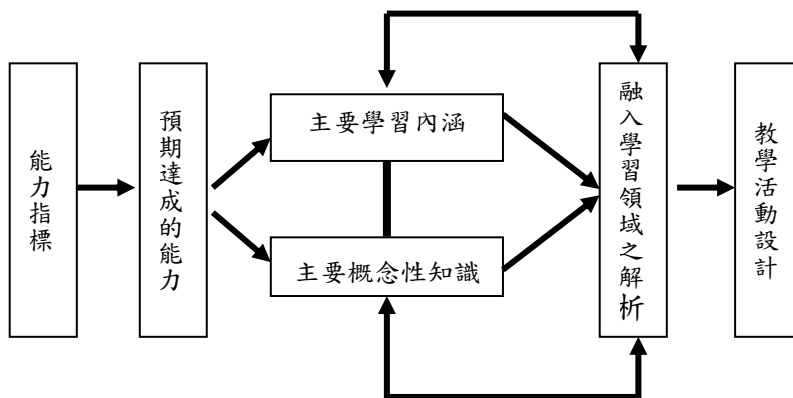 能力指標
預期達成的能力
主要學習內涵
主要概念性知識
融入學習領域之解析
教學活動設計